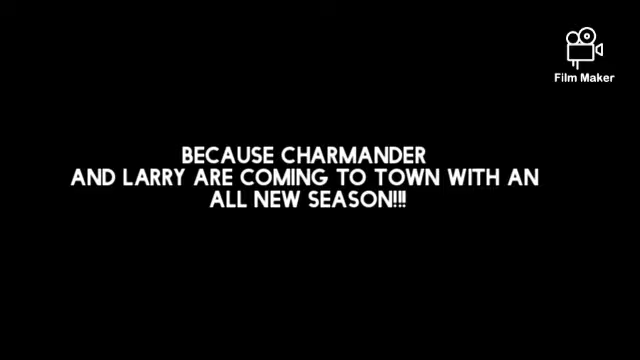 Film Maker
BECAUSE CHARMANDER
AND LARRY ARE COMING TO TOWN WITH AN
ALL NEW SEASON!!!